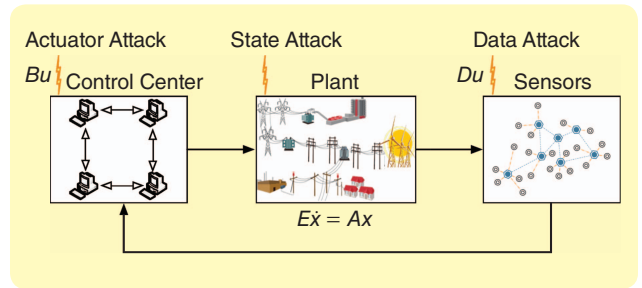 Actuator Attack
State Attack
Data Attack
Bu
Du
Control Center
Plant
Sensors
Eẋ = Ax